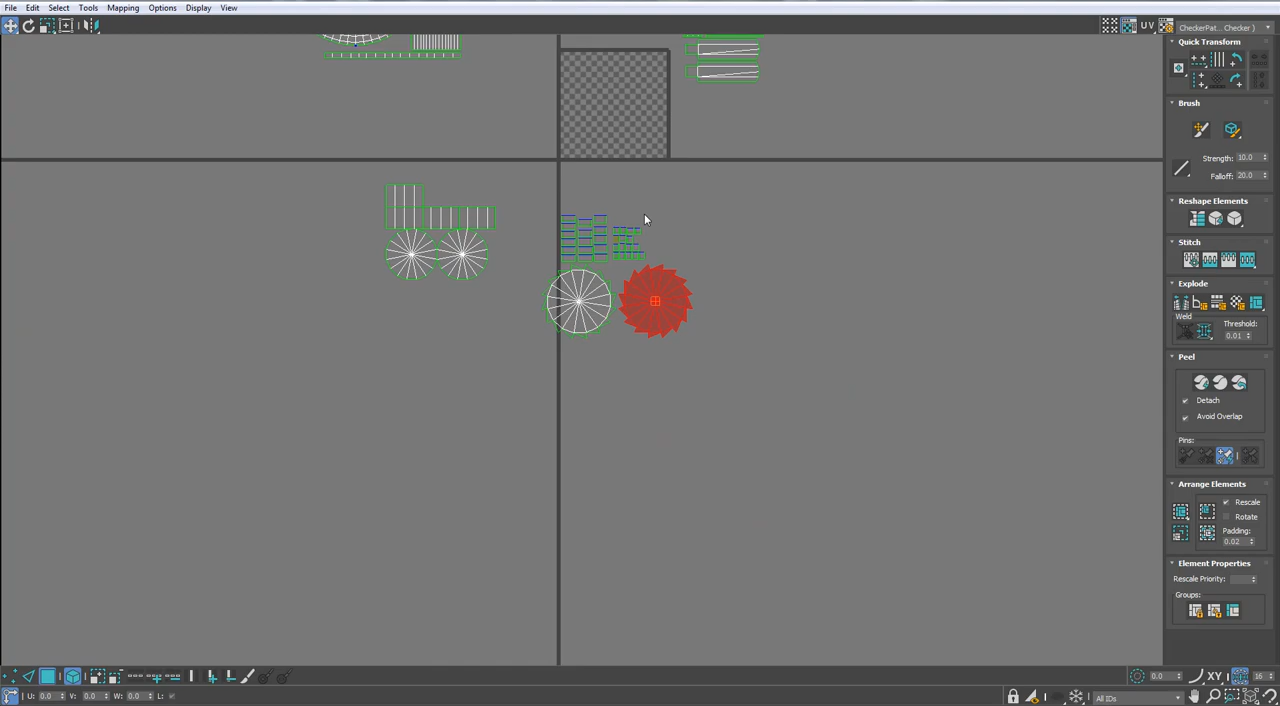 File Edit Select Tools Mapping Options Display View
UV CheckerPat... Checker )
Quick Transform
Brush
Strength: 10.0
Falloff: 20.0
Reshape Elements
Stitch
Explode
Weld
Threshold:
0.01
Peel
Detach
Avoid Overlap
Pins:
Arrange Elements
Rescale
Rotate
Padding:
0.02
Element Properties
Rescale Priority:
Groups:
0.0 XY 16
U: 0.0 V: 0.0 W: 0.0 L: All IDs